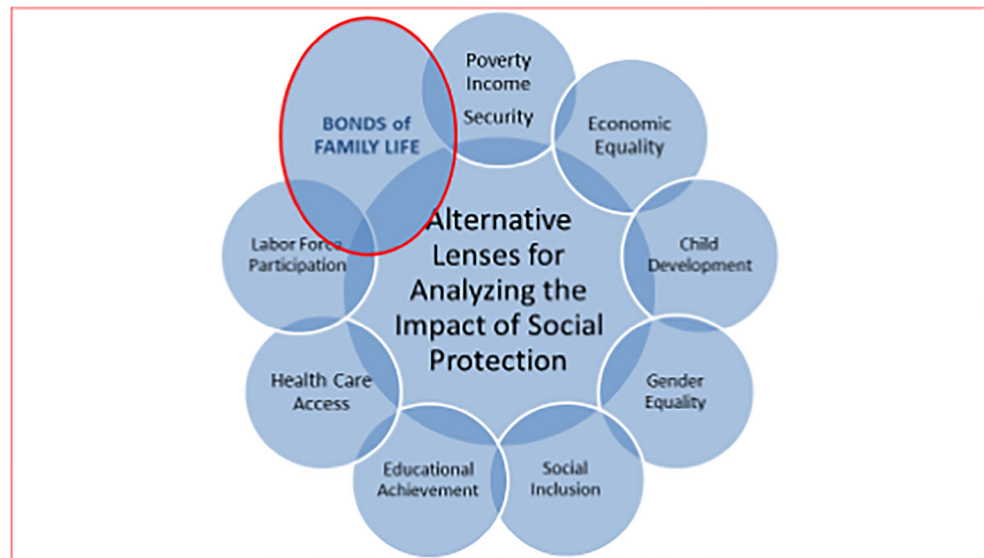 Poverty
Income
Security
BONDS of
FAMILY LIFE
Economic
Equality
Alternative
Lenses for
Analyzing the
Impact of Social
Protection
Labor Force
Participation
Child
Development
Health Care
Access
Gender
Equality
Educational
Achievement
Social
Inclusion